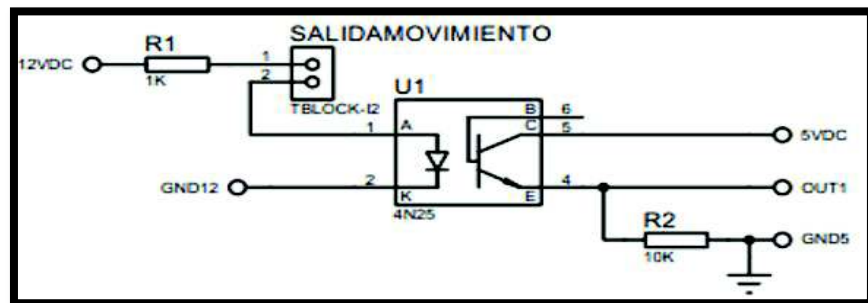 SALIDAMOVIMIENTO
R1
12VDC
1
2
1K
TBLOCK-I2
U1
B
6
1
A
C
5
5VDC
GND12
2
K
E
4
OUT1
4N25
R2
GND5
10K